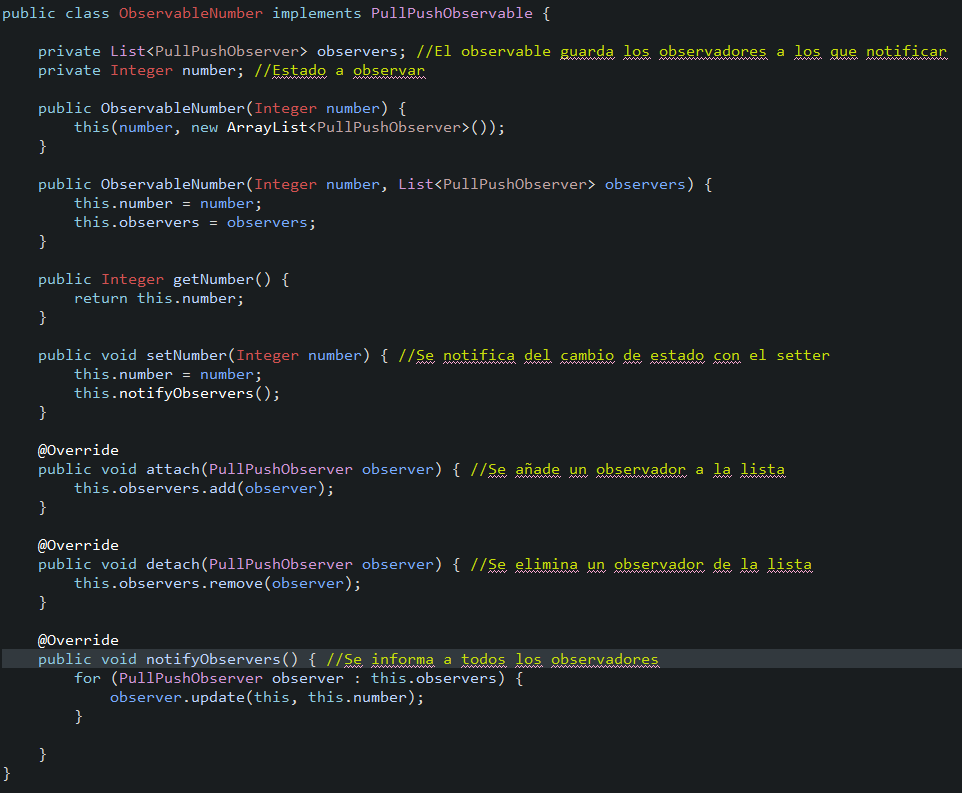 public class ObservableNumber implements PullPushObservable {
private List<PullPushObserver> observers; //El observable guarda los observadores a los que notificar
private Integer number; //Estado a observar
public ObservableNumber(Integer number) {
this(number, new ArrayList<PullPushObserver>());
}
public ObservableNumber(Integer number, List<PullPushObserver> observers) {
this.number = number;
this.observers = observers;
}
public Integer getNumber() {
return this.number;
}
public void setNumber(Integer number) { //Se notifica del cambio de estado con el setter
this.number = number;
this.notifyObservers();
}
@Override
public void attach(PullPushObserver observer) { //Se añade un observador a la lista
this.observers.add(observer);
}
@Override
public void detach(PullPushObserver observer) { //Se elimina un observador de la lista
this.observers.remove(observer);
}
@Override
public void notifyObservers() { //Se informa a todos los observadores
for (PullPushObserver observer : this.observers) {
observer.update(this, this.number);
}
}
}